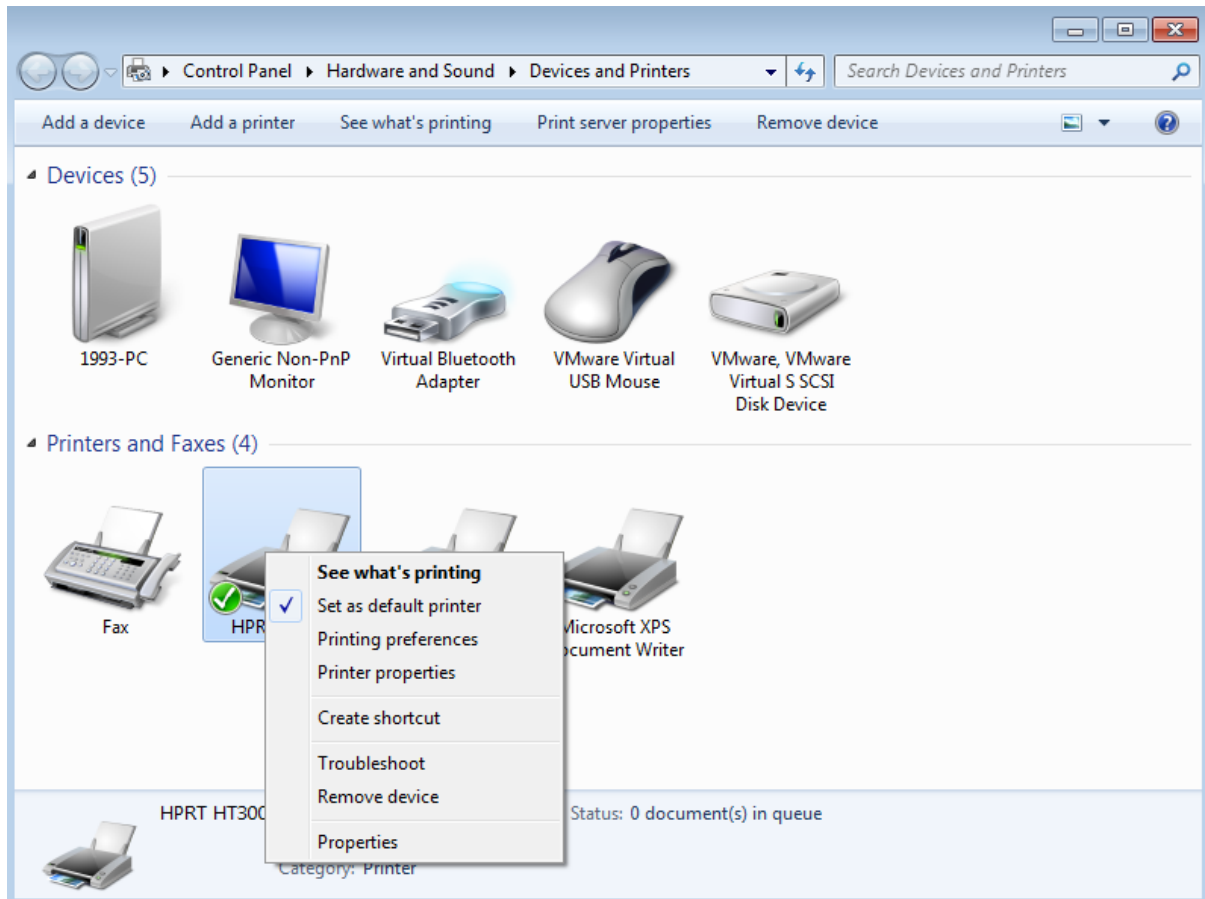 Control Panel Hardware and Sound Devices and Printers
Search Devices and Printers
Add a device Add a printer See what's printing Print server properties Remove device
Devices (5)
1993-PC
Generic Non-PnP
Monitor
Virtual Bluetooth
Adapter
VMware Virtual
USB Mouse
VMware, VMware
Virtual S SCSI
Disk Device
Printers and Faxes (4)
Fax
HPR
Microsoft XPS
Document Writer
See what's printing
Set as default printer
Printing preferences
Printer properties
Create shortcut
Troubleshoot
Remove device
Properties
HPRT HT300
Status: 0 document(s) in queue
Category: Printer